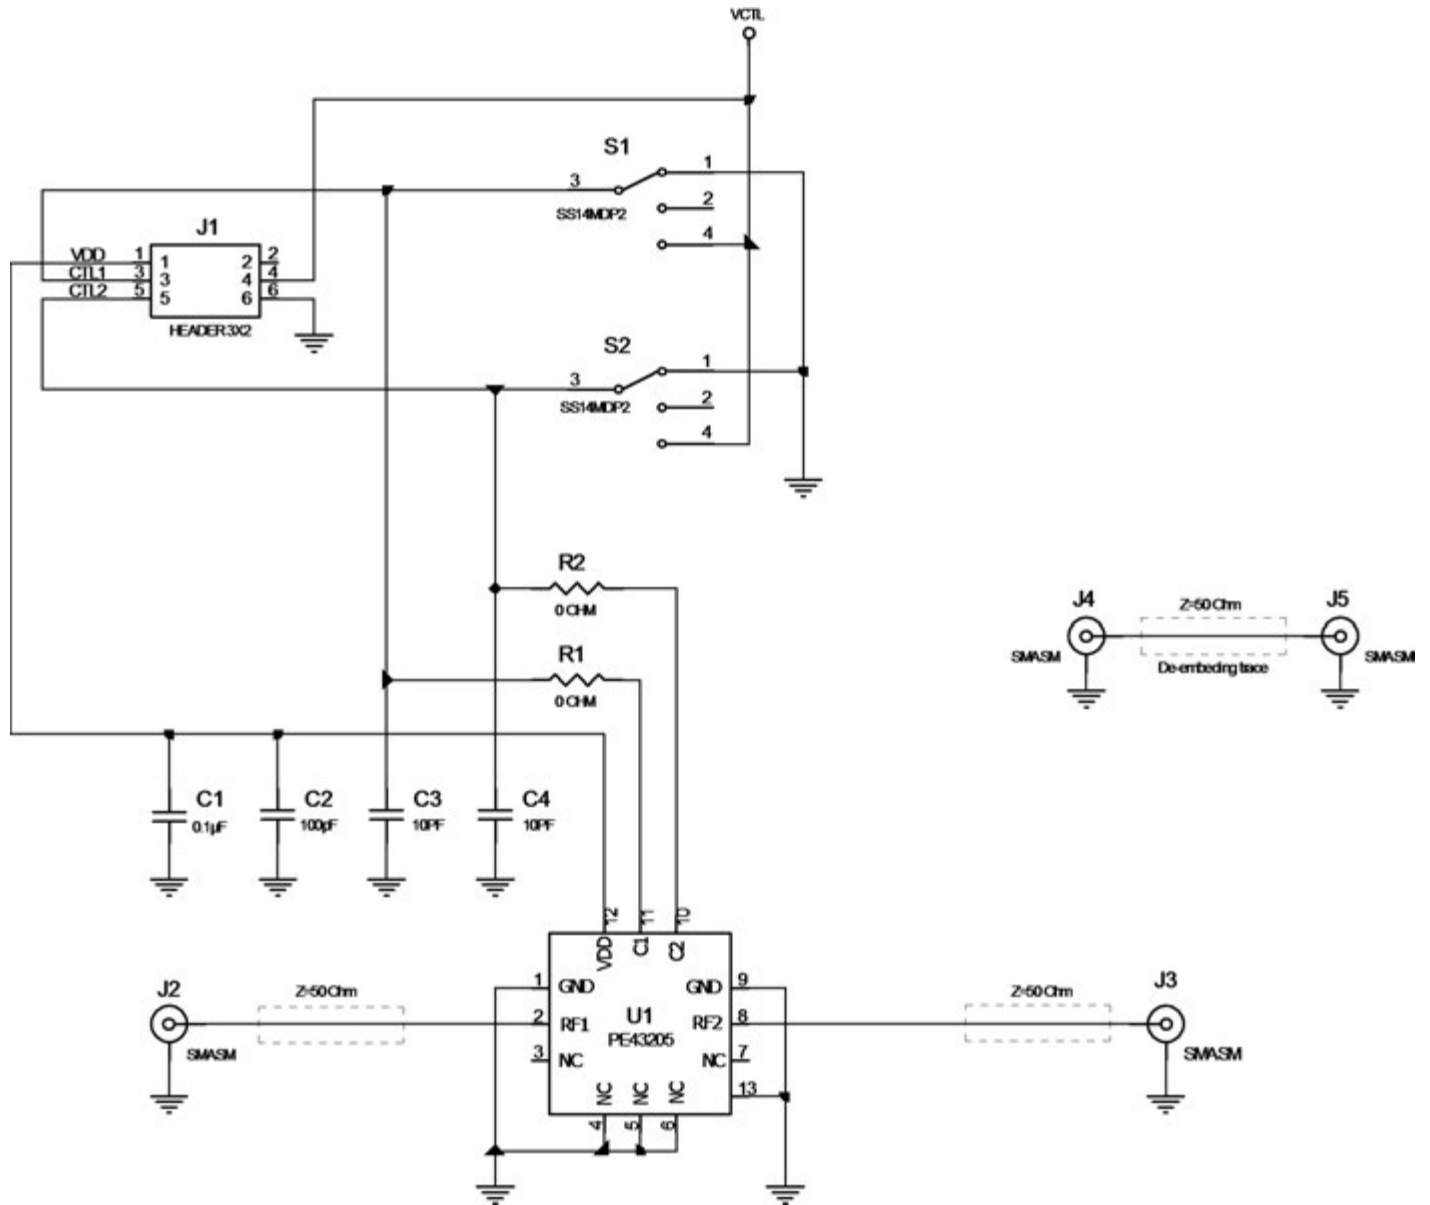 VCTL
S1
3
1
2
4
SS14MDP2
J1
VDD 1 1 2 2
CTL1 3 3 4 4
CTL2 5 5 6 6
HEADER 3X2
S2
3
1
2
4
SS14MDP2
R2
0 OHM
R1
0 OHM
J4
Z=50 Ohm
J5
SMASM
De-embeding trace
SMASM
C1
0.1µF
C2
100pF
C3
10PF
C4
10PF
12 11 10
VDD C1 C2
1 GND GND 9
J2
Z=50 Ohm
SMASM
2 RF1
U1
PE43205
RF2 8
Z=50 Ohm
J3
SMASM
3 NC
NC 7
13
NC NC NC
4 5 6